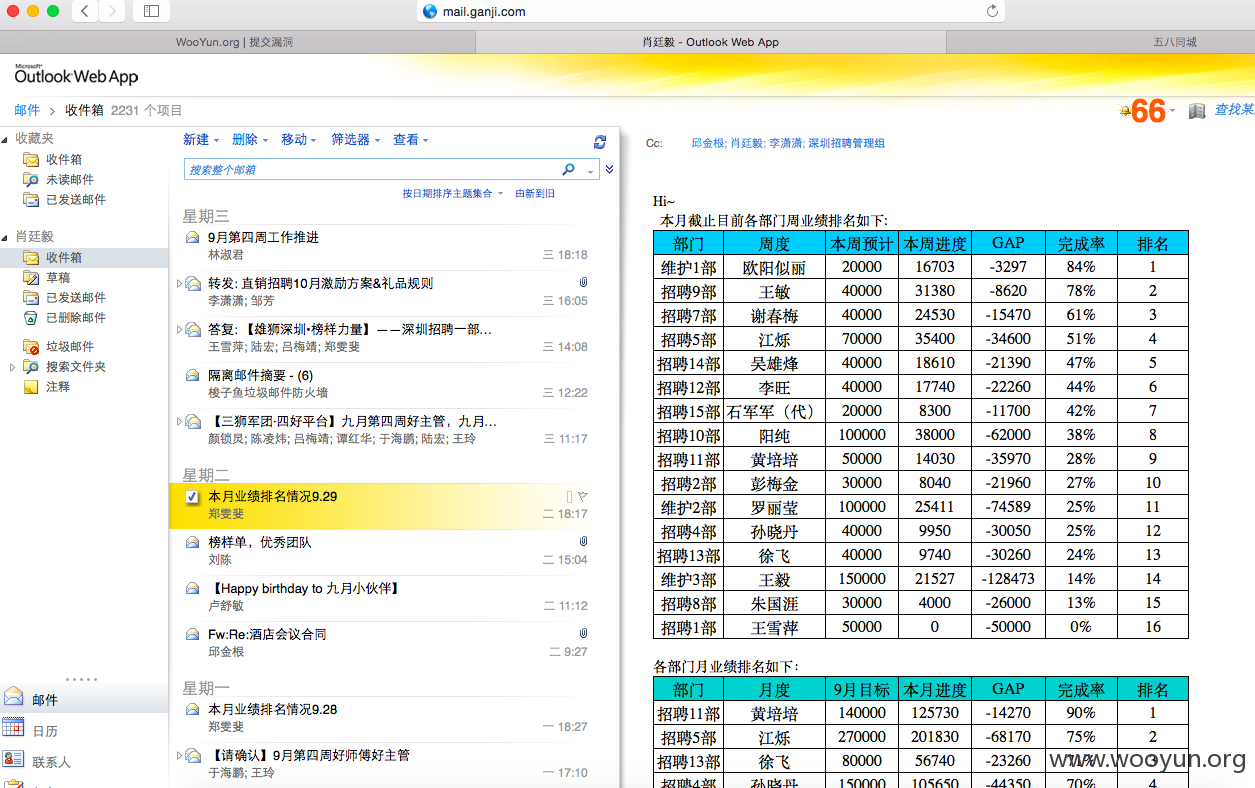 mail.ganji.com
WooYun.org | 提交漏洞
肖廷毅 - Outlook Web App
五八同城
Microsoft®
Outlook Web App
邮件 › 收件箱 2231 个项目
66
查找某
收藏夹
收件箱
未读邮件
已发送邮件
肖廷毅
收件箱
草稿
已发送邮件
已删除邮件
垃圾邮件
搜索文件夹
注释
邮件
日历
联系人
新建 删除 移动 筛选器 查看
搜索整个邮箱
按日期排序主题集合 由新到旧
星期三
9月第四周工作推进
林淑君 三 18:18
转发: 直销招聘10月激励方案&礼品规则
李潇潇; 邹芳 三 16:05
答复: 【雄狮深圳•榜样力量】——深圳招聘一部...
王雪萍; 陆宏; 吕梅靖; 郑雯斐 三 14:08
隔离邮件摘要 - (6)
梭子鱼垃圾邮件防火墙 三 12:22
【三狮军团·四好平台】九月第四周好主管，九月...
颜锁炅; 陈凌炜; 吕梅靖; 谭红华; 于海鹏; 陆宏; 王玲 三 11:17
星期二
本月业绩排名情况9.29
郑雯斐 二 18:17
榜样单，优秀团队
刘陈 二 15:04
【Happy birthday to 九月小伙伴】
卢舒敏 二 11:12
Fw:Re:酒店会议合同
邱金根 二 9:27
星期一
本月业绩排名情况9.28
郑雯斐 一 18:27
【请确认】9月第四周好师傅好主管
于海鹏; 王玲 一 17:10
Cc: 邱金根; 肖廷毅; 李潇潇; 深圳招聘管理组
Hi~
本月截止目前各部门周业绩排名如下:
部门 周度 本周预计 本周进度 GAP 完成率 排名
维护1部 欧阳似丽 20000 16703 -3297 84% 1
招聘9部 王敏 40000 31380 -8620 78% 2
招聘7部 谢春梅 40000 24530 -15470 61% 3
招聘5部 江烁 70000 35400 -34600 51% 4
招聘14部 吴雄烽 40000 18610 -21390 47% 5
招聘12部 李旺 40000 17740 -22260 44% 6
招聘15部 石军军（代） 20000 8300 -11700 42% 7
招聘10部 阳纯 100000 38000 -62000 38% 8
招聘11部 黄培培 50000 14030 -35970 28% 9
招聘2部 彭梅金 30000 8040 -21960 27% 10
维护2部 罗丽莹 100000 25411 -74589 25% 11
招聘4部 孙晓丹 40000 9950 -30050 25% 12
招聘13部 徐飞 40000 9740 -30260 24% 13
维护3部 王毅 150000 21527 -128473 14% 14
招聘8部 朱国涯 30000 4000 -26000 13% 15
招聘1部 王雪萍 50000 0 -50000 0% 16
各部门月业绩排名如下:
部门 月度 9月目标 本月进度 GAP 完成率 排名
招聘11部 黄培培 140000 125730 -14270 90% 1
招聘5部 江烁 270000 201830 -68170 75% 2
招聘13部 徐飞 80000 56740 -23260 71% 3
招聘4部 孙晓丹 150000 105650 -44350 70% 4
www.wooyun.org